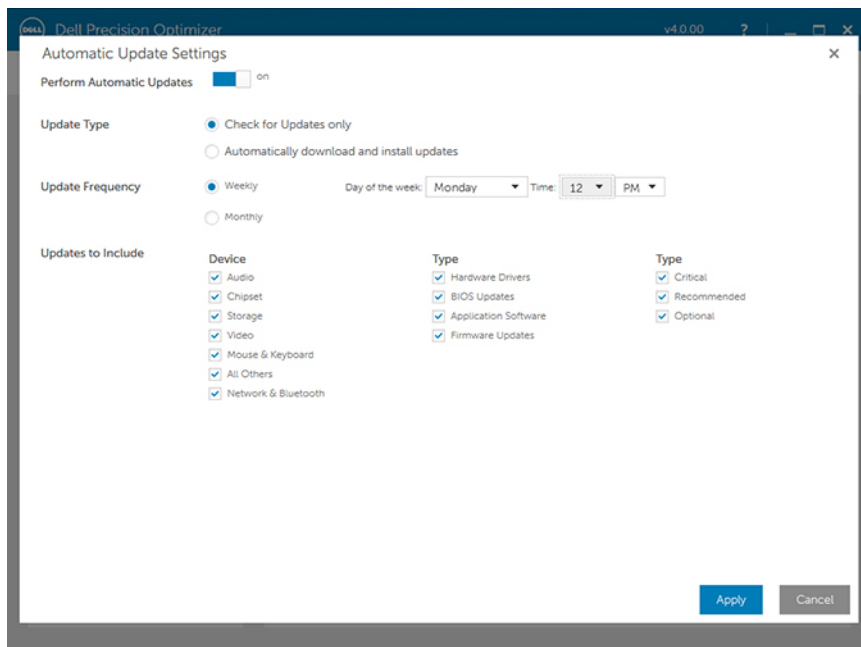 DELL Dell Precision Optimizer v4.0.00 ?
Automatic Update Settings
Perform Automatic Updates on
Update Type Check for Updates only
Automatically download and install updates
Update Frequency Weekly Day of the week: Monday Time: 12 PM
Monthly
Updates to Include Device Type Type
Audio Hardware Drivers Critical
Chipset BIOS Updates Recommended
Storage Application Software Optional
Video Firmware Updates
Mouse & Keyboard
All Others
Network & Bluetooth
Apply Cancel